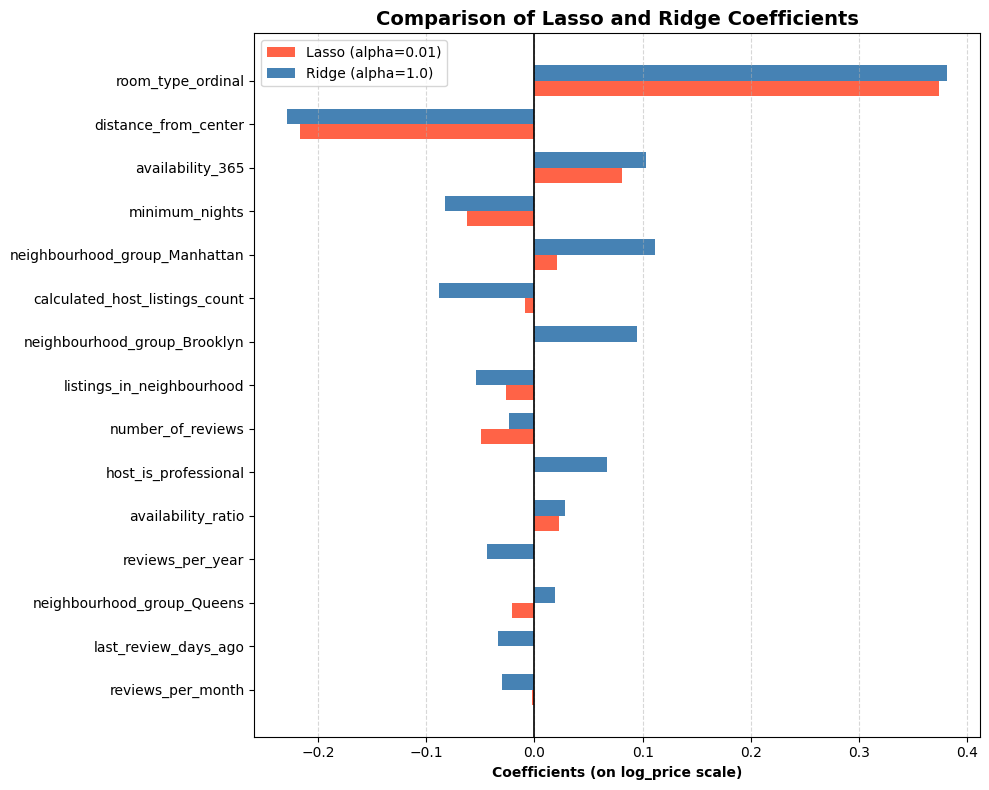 Comparison of Lasso and Ridge Coefficients
Lasso (alpha=0.01)
Ridge (alpha=1.0)
room_type_ordinal
distance_from_center
availability_365
minimum_nights
neighbourhood_group_Manhattan
calculated_host_listings_count
neighbourhood_group_Brooklyn
listings_in_neighbourhood
number_of_reviews
host_is_professional
availability_ratio
reviews_per_year
neighbourhood_group_Queens
last_review_days_ago
reviews_per_month
−0.2 −0.1 0.0 0.1 0.2 0.3 0.4
Coefficients (on log_price scale)